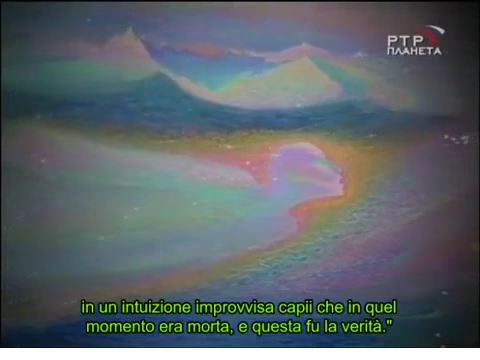 РТР
ПЛАНЕТА
in un intuizione improvvisa capii che in quel
momento era morta, e questa fu la verità."